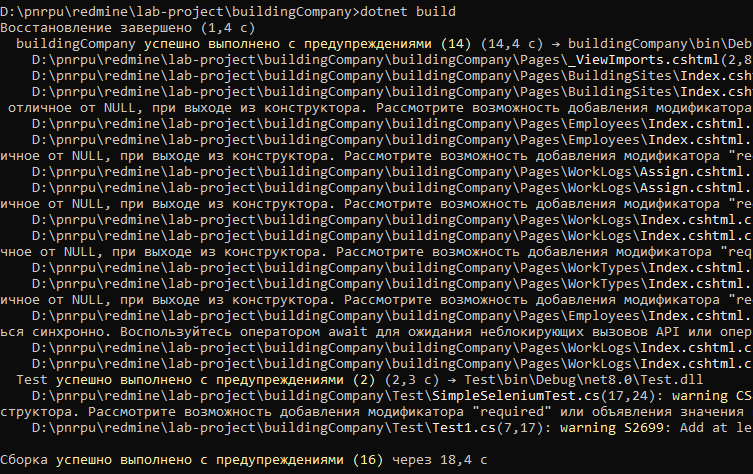 D:\pnrpu\redmine\lab-project\buildingCompany>dotnet build
Восстановление завершено (1,4 с)
buildingCompany успешно выполнено с предупреждениями (14) (14,4 с) → buildingCompany\bin\Deb
D:\pnrpu\redmine\lab-project\buildingCompany\buildingCompany\Pages\_ViewImports.cshtml(2,8
D:\pnrpu\redmine\lab-project\buildingCompany\buildingCompany\Pages\BuildingSites\Index.csh
D:\pnrpu\redmine\lab-project\buildingCompany\buildingCompany\Pages\BuildingSites\Index.csh
отличное от NULL, при выходе из конструктора. Рассмотрите возможность добавления модификатора
D:\pnrpu\redmine\lab-project\buildingCompany\buildingCompany\Pages\Employees\Index.cshtml.
D:\pnrpu\redmine\lab-project\buildingCompany\buildingCompany\Pages\Employees\Index.cshtml.
ичное от NULL, при выходе из конструктора. Рассмотрите возможность добавления модификатора "re
D:\pnrpu\redmine\lab-project\buildingCompany\buildingCompany\Pages\WorkLogs\Assign.cshtml.
D:\pnrpu\redmine\lab-project\buildingCompany\buildingCompany\Pages\WorkLogs\Assign.cshtml.
ичное от NULL, при выходе из конструктора. Рассмотрите возможность добавления модификатора "re
D:\pnrpu\redmine\lab-project\buildingCompany\buildingCompany\Pages\WorkLogs\Index.cshtml.c
D:\pnrpu\redmine\lab-project\buildingCompany\buildingCompany\Pages\WorkLogs\Index.cshtml.c
чное от NULL, при выходе из конструктора. Рассмотрите возможность добавления модификатора "req
D:\pnrpu\redmine\lab-project\buildingCompany\buildingCompany\Pages\WorkTypes\Index.cshtml.
D:\pnrpu\redmine\lab-project\buildingCompany\buildingCompany\Pages\WorkTypes\Index.cshtml.
ичное от NULL, при выходе из конструктора. Рассмотрите возможность добавления модификатора "re
D:\pnrpu\redmine\lab-project\buildingCompany\buildingCompany\Pages\Employees\Index.cshtml.
ься синхронно. Воспользуйтесь оператором await для ожидания неблокирующих вызовов API или опер
D:\pnrpu\redmine\lab-project\buildingCompany\buildingCompany\Pages\WorkLogs\Index.cshtml.c
D:\pnrpu\redmine\lab-project\buildingCompany\buildingCompany\Pages\WorkLogs\Index.cshtml.c
Test успешно выполнено с предупреждениями (2) (2,3 с) → Test\bin\Debug\net8.0\Test.dll
D:\pnrpu\redmine\lab-project\buildingCompany\Test\SimpleSeleniumTest.cs(17,24): warning CS
структора. Рассмотрите возможность добавления модификатора "required" или объявления значения
D:\pnrpu\redmine\lab-project\buildingCompany\Test\Test1.cs(7,17): warning S2699: Add at le
Сборка успешно выполнено с предупреждениями (16) через 18,4 с